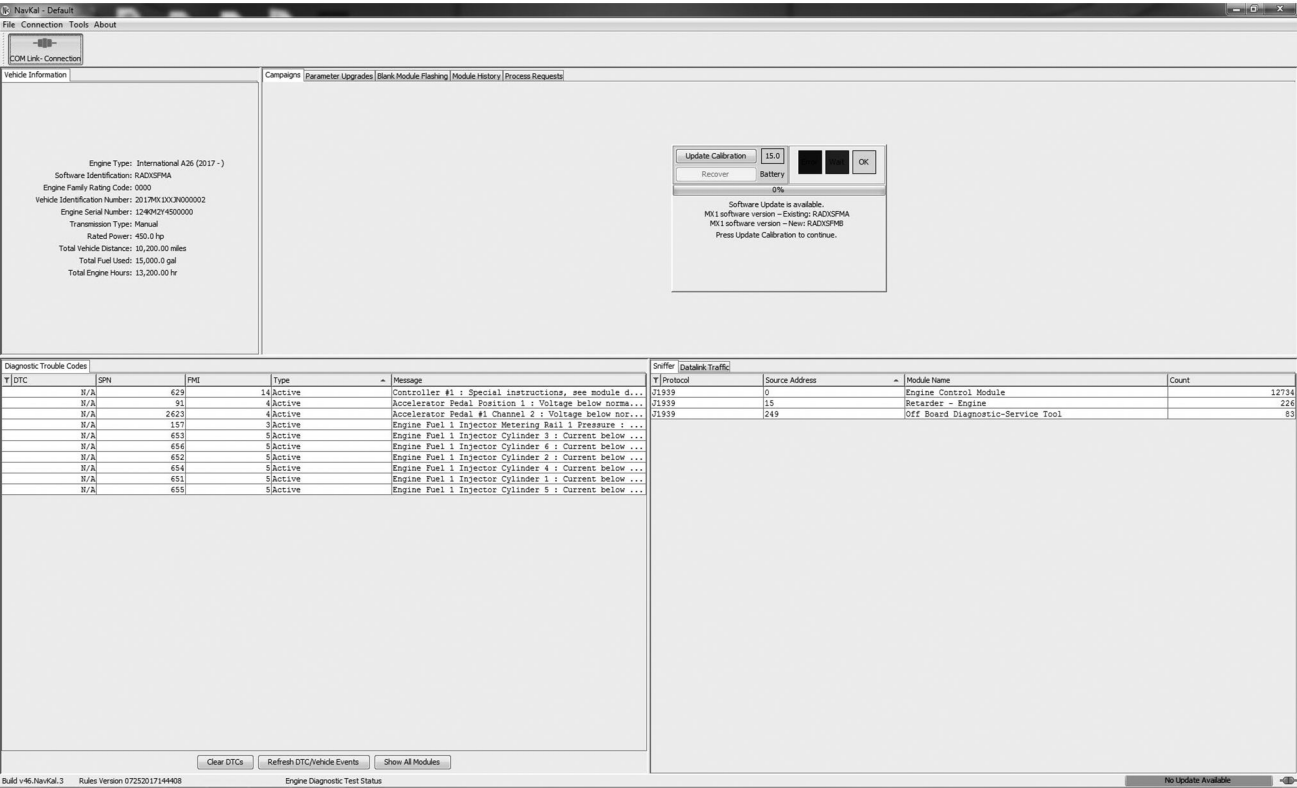 NavKal - Default
File Connection Tools About
COM Link- Connection
Vehicle Information
Engine Type: International A26 (2017 - )
Software Identification: RADXSFMA
Engine Family Rating Code: 0000
Vehicle Identification Number: 2017MX1XXJN000002
Engine Serial Number: 124KM2Y4500000
Transmission Type: Manual
Rated Power: 450.0 hp
Total Vehicle Distance: 10,200.00 miles
Total Fuel Used: 15,000.0 gal
Total Engine Hours: 13,200.00 hr
Campaigns Parameter Upgrades Blank Module Flashing Module History Process Requests
Update Calibration 15.0 OK
Recover Battery
0%
Software Update is available.
MX1 software version – Existing: RADXSFMA
MX1 software version – New: RADXSFMB
Press Update Calibration to continue.
Diagnostic Trouble Codes
DTC SPN FMI Type Message
N/A 629 14 Active Controller #1 : Special instructions, see module d...
N/A 91 4 Active Accelerator Pedal Position 1 : Voltage below norma...
N/A 2623 4 Active Accelerator Pedal #1 Channel 2 : Voltage below nor...
N/A 157 3 Active Engine Fuel 1 Injector Metering Rail 1 Pressure : ...
N/A 653 5 Active Engine Fuel 1 Injector Cylinder 3 : Current below ...
N/A 656 5 Active Engine Fuel 1 Injector Cylinder 6 : Current below ...
N/A 652 5 Active Engine Fuel 1 Injector Cylinder 2 : Current below ...
N/A 654 5 Active Engine Fuel 1 Injector Cylinder 4 : Current below ...
N/A 651 5 Active Engine Fuel 1 Injector Cylinder 1 : Current below ...
N/A 655 5 Active Engine Fuel 1 Injector Cylinder 5 : Current below ...
Clear DTCs Refresh DTC/Vehicle Events Show All Modules
Sniffer Datalink Traffic
Protocol Source Address Module Name Count
J1939 0 Engine Control Module 12734
J1939 15 Retarder - Engine 226
J1939 249 Off Board Diagnostic-Service Tool 83
Build v46.NavKal.3 Rules Version 07252017144408 Engine Diagnostic Test Status No Update Available